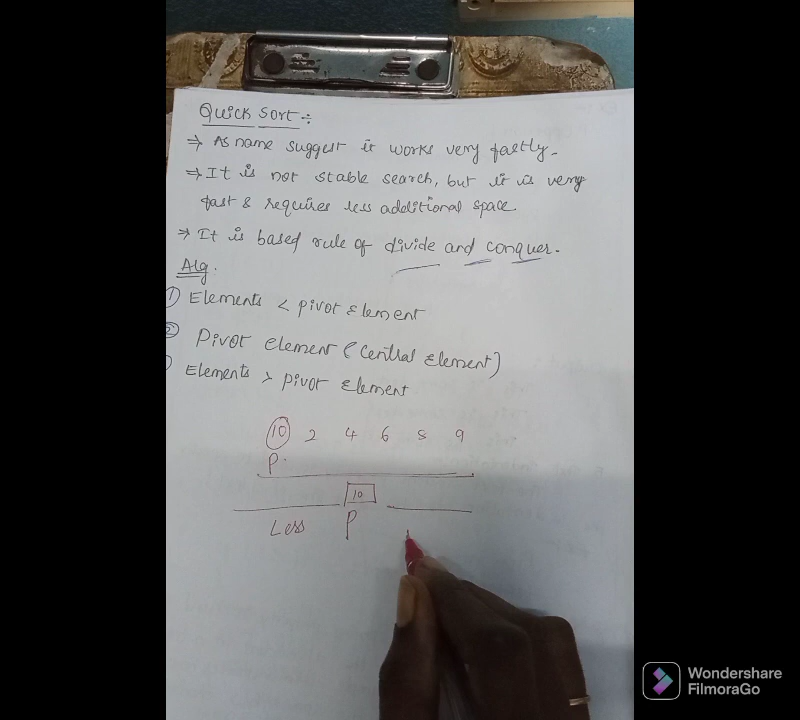 Quick Sort÷
⇒ As name suggest it works very fastly.
⇒ It is not stable search, but it is very
fast & requires less additional space
⇒ It is based rule of divide and conquer.
Alg.
① Elements < pivot Element
② Pivot element (Central Element)
) Elements > pivot Element
10 2 4 6 8 9
P.
10
Less P
Wondershare
FilmoraGo